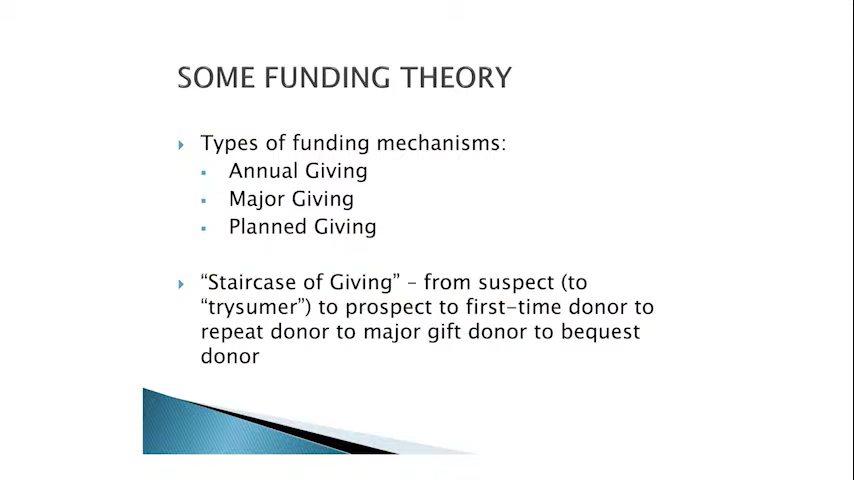 SOME FUNDING THEORY
Types of funding mechanisms:
Annual Giving
Major Giving
Planned Giving
“Staircase of Giving” – from suspect (to
“trysumer”) to prospect to first-time donor to
repeat donor to major gift donor to bequest
donor